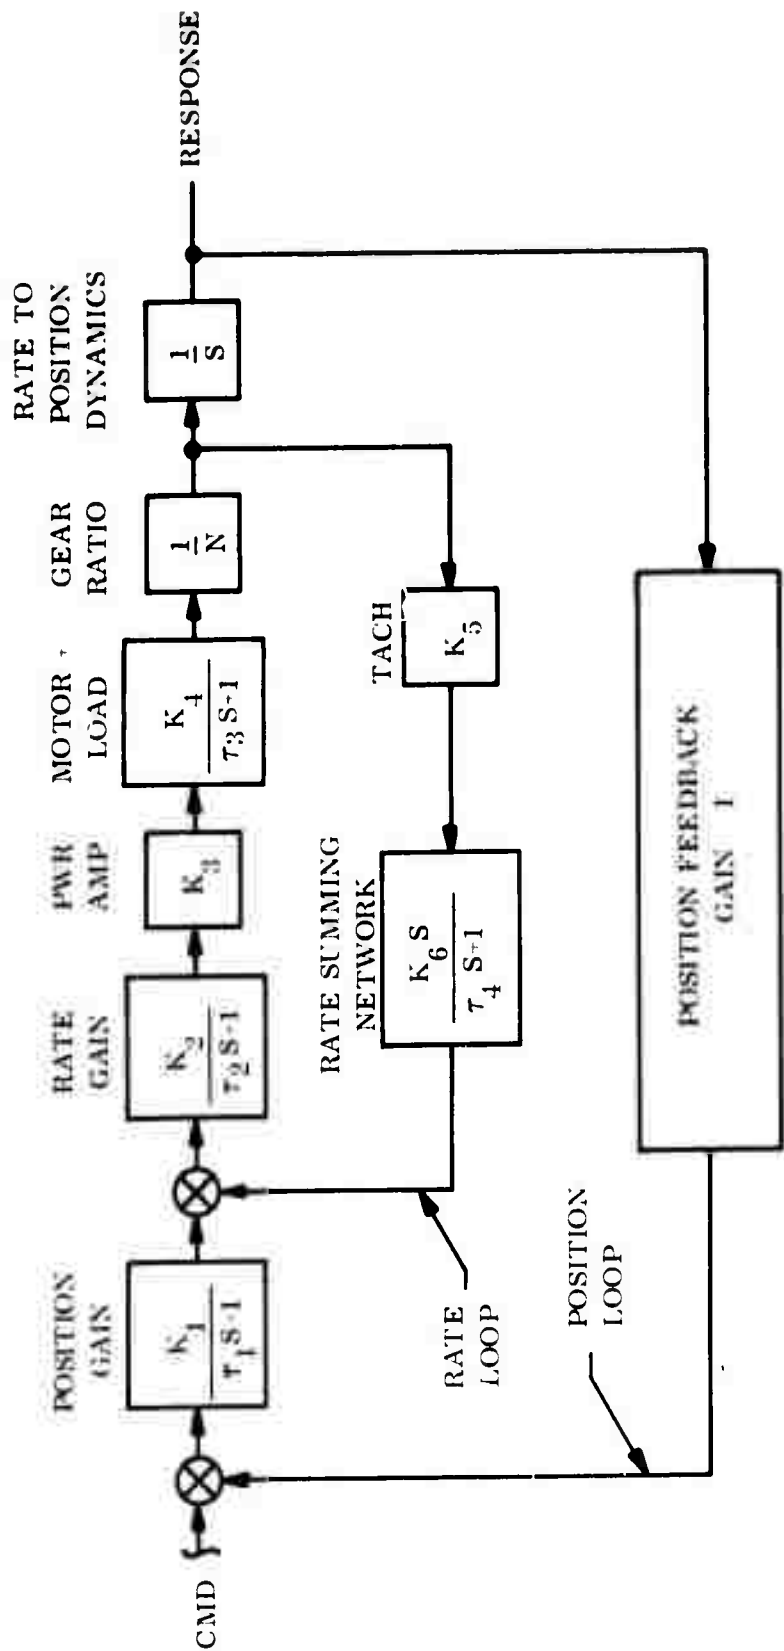 CMD
POSITION
GAIN
K1
τ1 S+1
RATE
GAIN
K2
τ2 S+1
PWR
AMP
K3
MOTOR +
LOAD
K4
τ3 S+1
GEAR
RATIO
1
N
RATE TO
POSITION
DYNAMICS
1
S
RESPONSE
TACH
K5
RATE SUMMING
NETWORK
K6 S
τ4 S+1
RATE
LOOP
POSITION
LOOP
POSITION FEEDBACK
GAIN 1